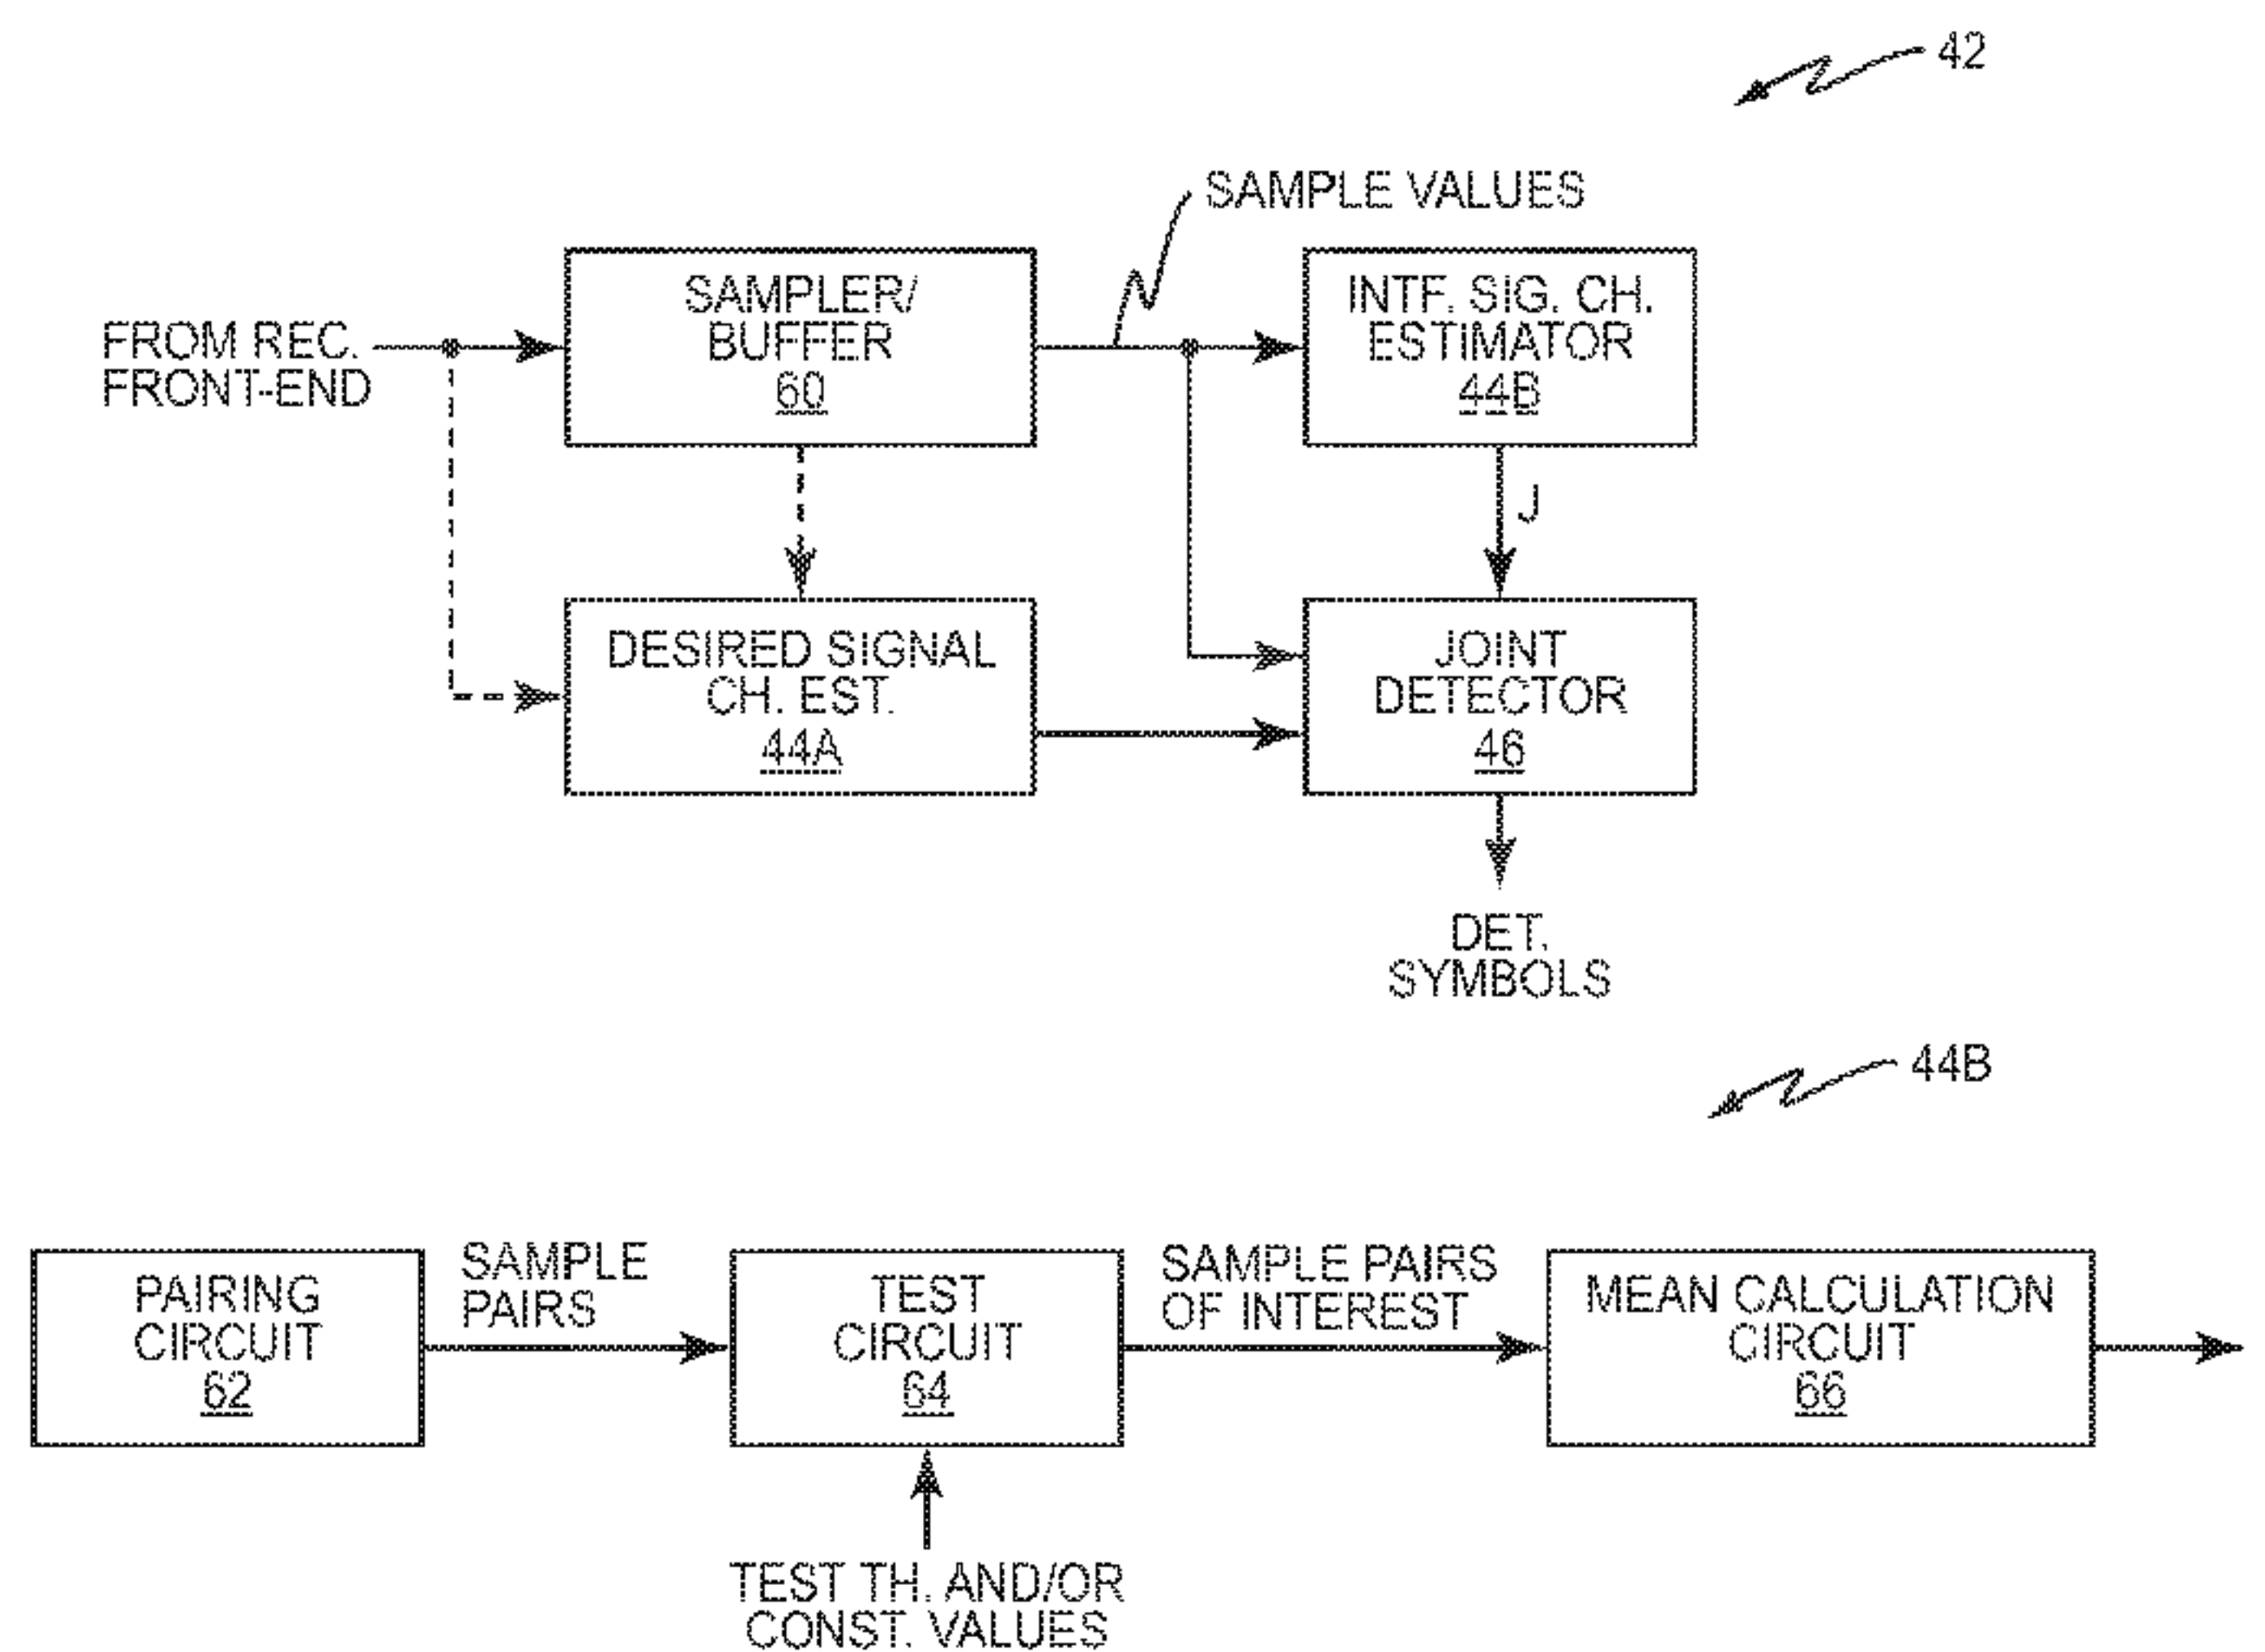 42
SAMPLE VALUES
FROM REC.
FRONT-END
SAMPLER/
BUFFER
60
INTF. SIG. CH.
ESTIMATOR
44B
J
DESIRED SIGNAL
CH. EST.
44A
JOINT
DETECTOR
46
DET.
SYMBOLS
44B
PAIRING
CIRCUIT
62
SAMPLE
PAIRS
TEST
CIRCUIT
64
SAMPLE PAIRS
OF INTEREST
MEAN CALCULATION
CIRCUIT
66
TEST TH. AND/OR
CONST. VALUES